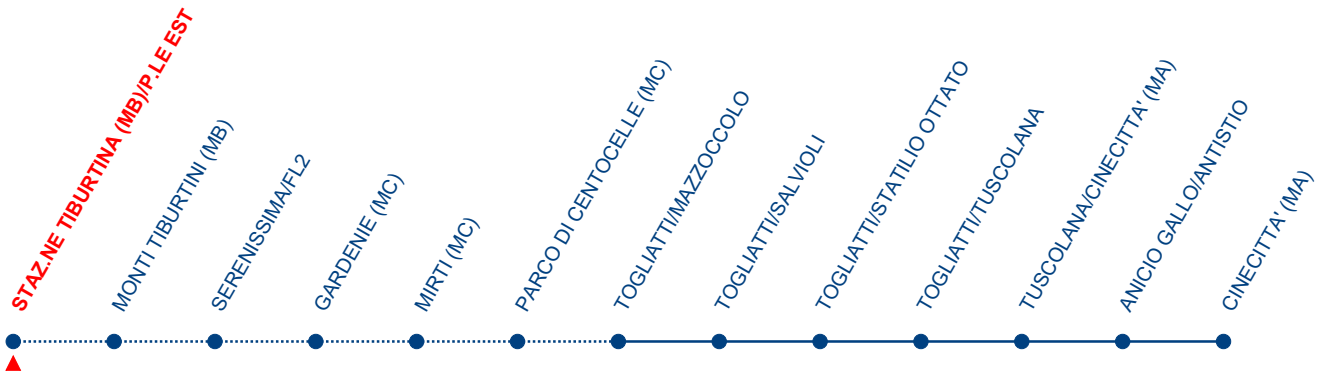 STAZ.NE TIBURTINA (MB)/P.LE EST
MONTI TIBURTINI (MB)
SERENISSIMA/FL2
GARDENIE (MC)
MIRTI (MC)
PARCO DI CENTOCELLE (MC)
TOGLIATTI/MAZZOCCOLO
TOGLIATTI/SALVIOLI
TOGLIATTI/STATILIO OTTATO
TOGLIATTI/TUSCOLANA
TUSCOLANA/CINECITTA' (MA)
ANICIO GALLO/ANTISTIO
CINECITTA' (MA)